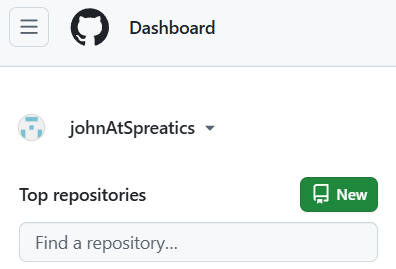 Dashboard
johnAtSpreatics
Top repositories
New
Find a repository...